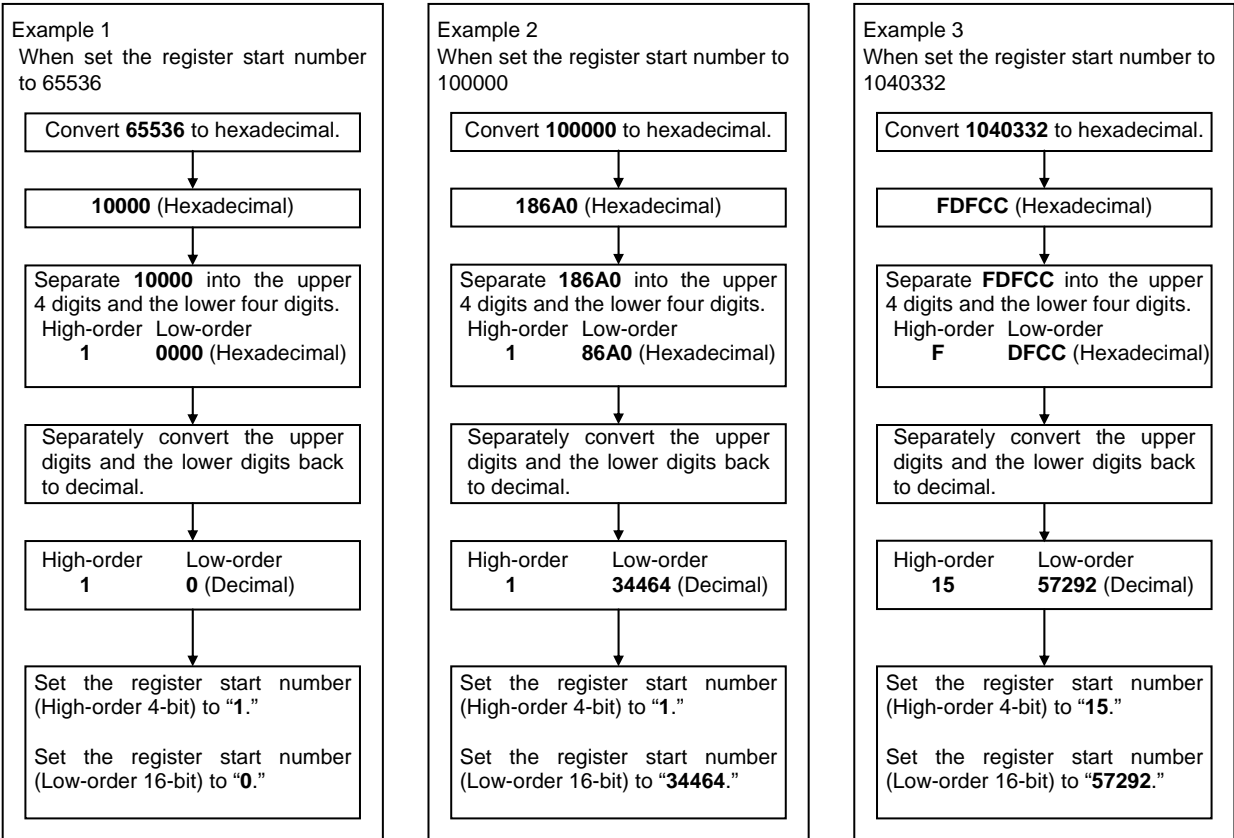 Example 1
When set the register start number
to 65536
Convert 65536 to hexadecimal.
10000 (Hexadecimal)
Separate 10000 into the upper
4 digits and the lower four digits.
High-order Low-order
1 0000 (Hexadecimal)
Separately convert the upper
digits and the lower digits back
to decimal.
High-order Low-order
1 0 (Decimal)
Set the register start number
(High-order 4-bit) to “1.”
Set the register start number
(Low-order 16-bit) to “0.”
Example 2
When set the register start number to
100000
Convert 100000 to hexadecimal.
186A0 (Hexadecimal)
Separate 186A0 into the upper
4 digits and the lower four digits.
High-order Low-order
1 86A0 (Hexadecimal)
Separately convert the upper
digits and the lower digits back
to decimal.
High-order Low-order
1 34464 (Decimal)
Set the register start number
(High-order 4-bit) to “1.”
Set the register start number
(Low-order 16-bit) to “34464.”
Example 3
When set the register start number to
1040332
Convert 1040332 to hexadecimal.
FDFCC (Hexadecimal)
Separate FDFCC into the upper
4 digits and the lower four digits.
High-order Low-order
F DFCC (Hexadecimal)
Separately convert the upper
digits and the lower digits back
to decimal.
High-order Low-order
15 57292 (Decimal)
Set the register start number
(High-order 4-bit) to “15.”
Set the register start number
(Low-order 16-bit) to “57292.”